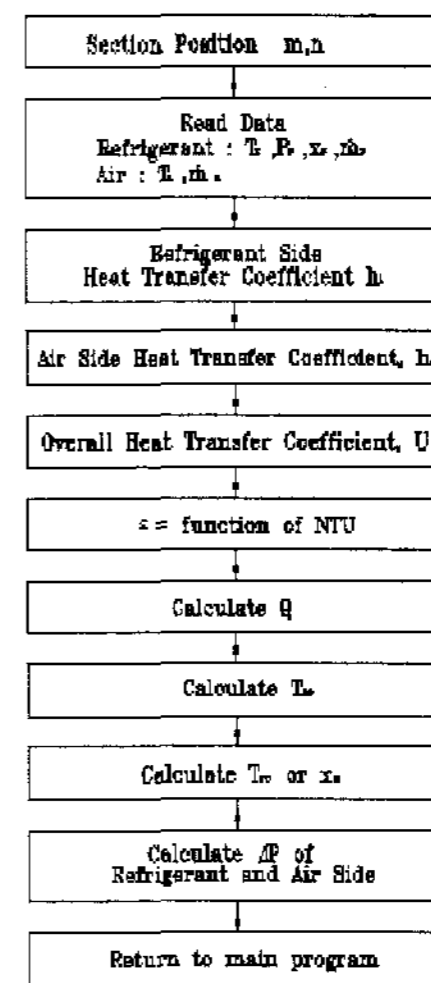 Section Position m,n
Read Data
Refrigerant : T , P , x , ṁ
Air : T , ṁ
Refrigerant Side
Heat Transfer Coefficient h
Air Side Heat Transfer Coefficient, h
Overall Heat Transfer Coefficient, U
ε = function of NTU
Calculate Q
Calculate T
Calculate T or x
Calculate ΔP of
Refrigerant and Air Side
Return to main program